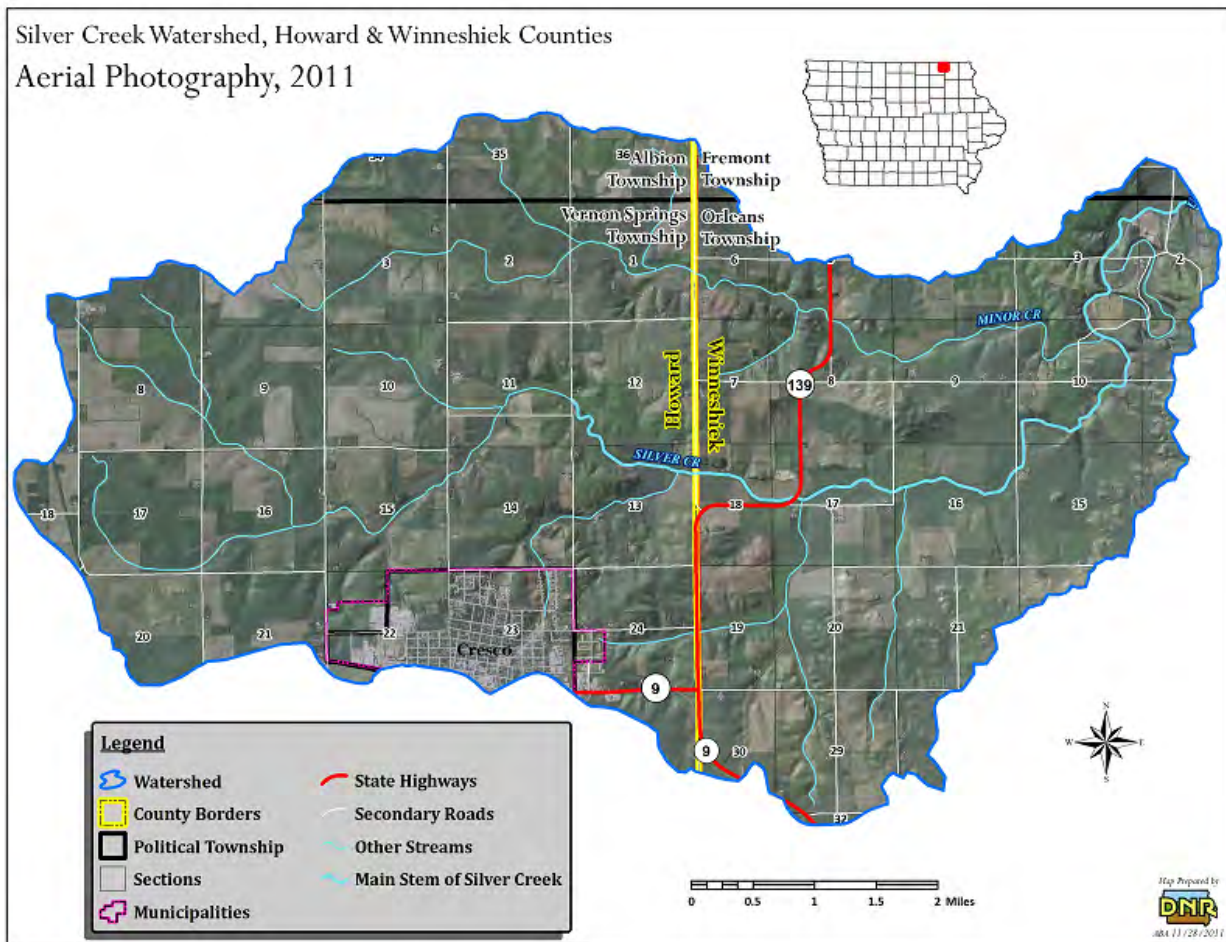 Silver Creek Watershed, Howard & Winneshiek Counties
Aerial Photography, 2011
35
36
Albion
Township
Fremont
Township
Vernon Springs
Township
Orleans
Township
3
2
1
6
3
2
MINOR CR
8
9
10
11
12
Howard
Winneshiek
7
139
8
9
10
SILVER CR
18
17
16
15
14
13
18
17
16
15
20
21
22
23
Cresco
24
19
20
21
9
9
30
29
32
N
W
E
S
Legend
Watershed
County Borders
Political Township
Sections
Municipalities
State Highways
Secondary Roads
Other Streams
Main Stem of Silver Creek
0 0.5 1 1.5 2 Miles
Map Prepared by
DNR
ABA 11/28/2011